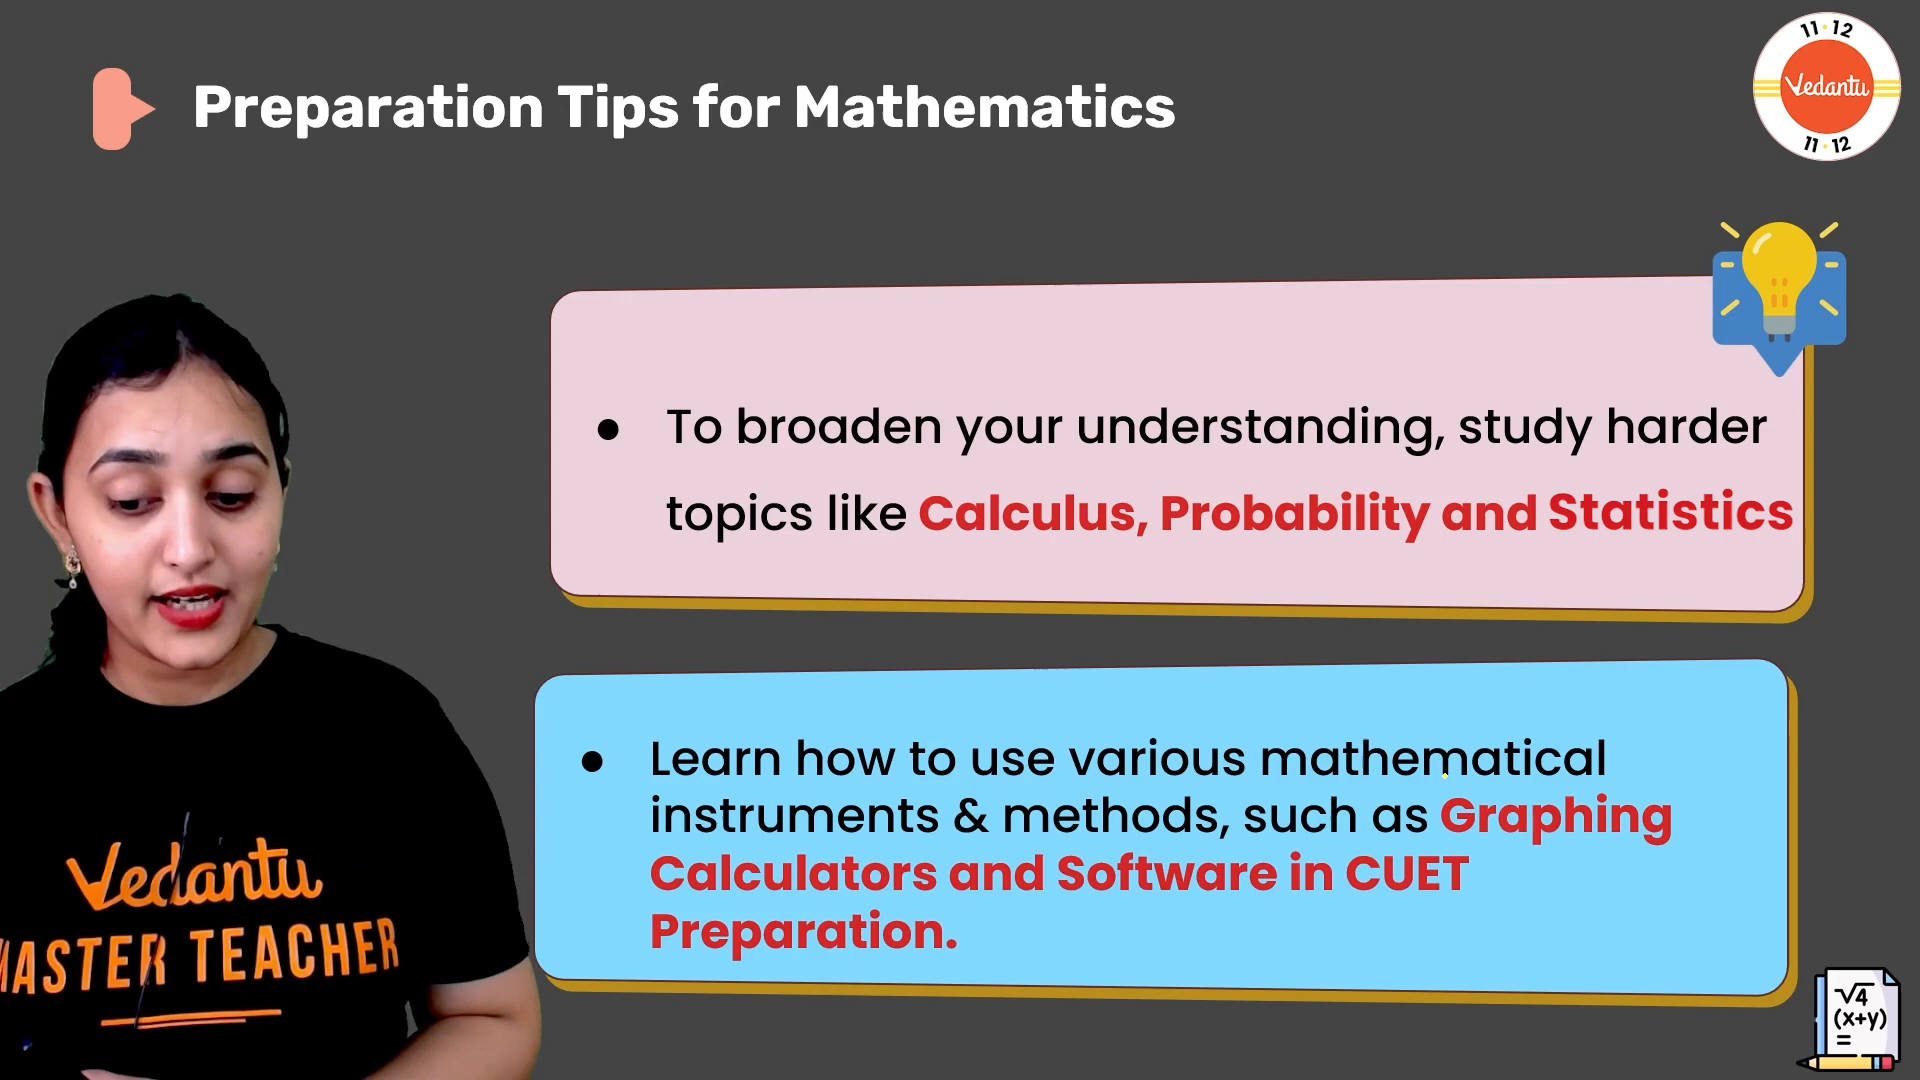 Preparation Tips for Mathematics
11·12
Vedantu
11·12
● To broaden your understanding, study harder
topics like Calculus, Probability and Statistics
● Learn how to use various mathematical
instruments & methods, such as Graphing
Calculators and Software in CUET
Preparation.
Vedantu
MASTER TEACHER
√4
(x+y)
=